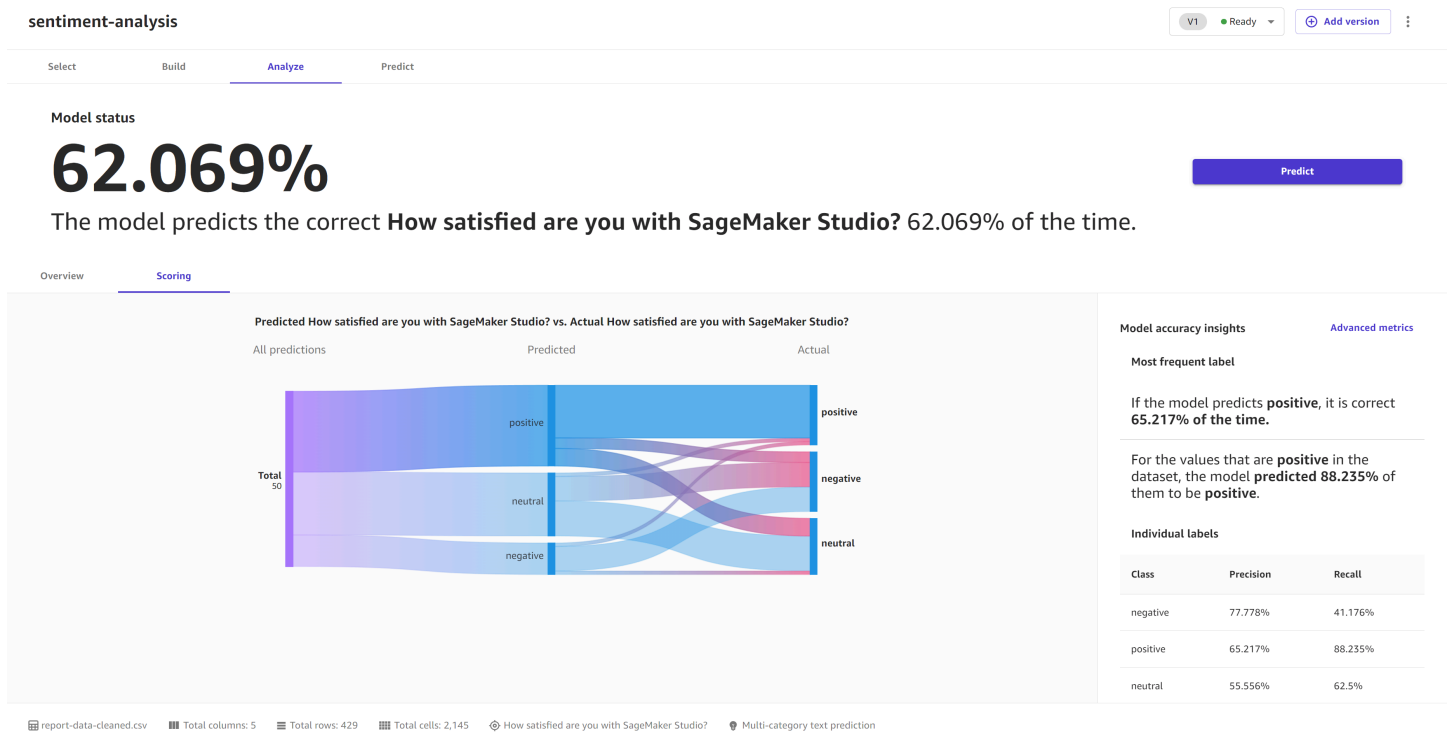 sentiment-analysis
V1 Ready Add version
Select Build Analyze Predict
Model status
62.069%
Predict
The model predicts the correct How satisfied are you with SageMaker Studio? 62.069% of the time.
Overview Scoring
Predicted How satisfied are you with SageMaker Studio? vs. Actual How satisfied are you with SageMaker Studio?
All predictions Predicted Actual
Total
50
positive
neutral
negative
positive
negative
neutral
Model accuracy insights Advanced metrics
Most frequent label
If the model predicts positive, it is correct
65.217% of the time.
For the values that are positive in the
dataset, the model predicted 88.235% of
them to be positive.
Individual labels
Class Precision Recall
negative 77.778% 41.176%
positive 65.217% 88.235%
neutral 55.556% 62.5%
report-data-cleaned.csv Total columns: 5 Total rows: 429 Total cells: 2,145 How satisfied are you with SageMaker Studio? Multi-category text prediction